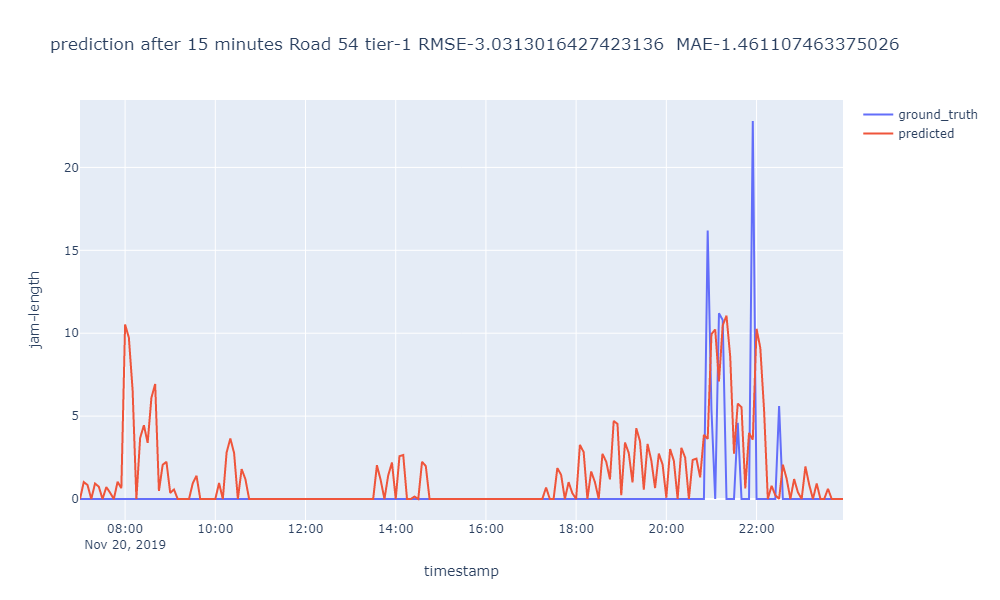 prediction after 15 minutes Road 54 tier-1 RMSE-3.0313016427423136  MAE-1.461107463375026
ground_truth
predicted
jam-length
20
15
10
5
0
08:00 10:00 12:00 14:00 16:00 18:00 20:00 22:00
Nov 20, 2019
timestamp